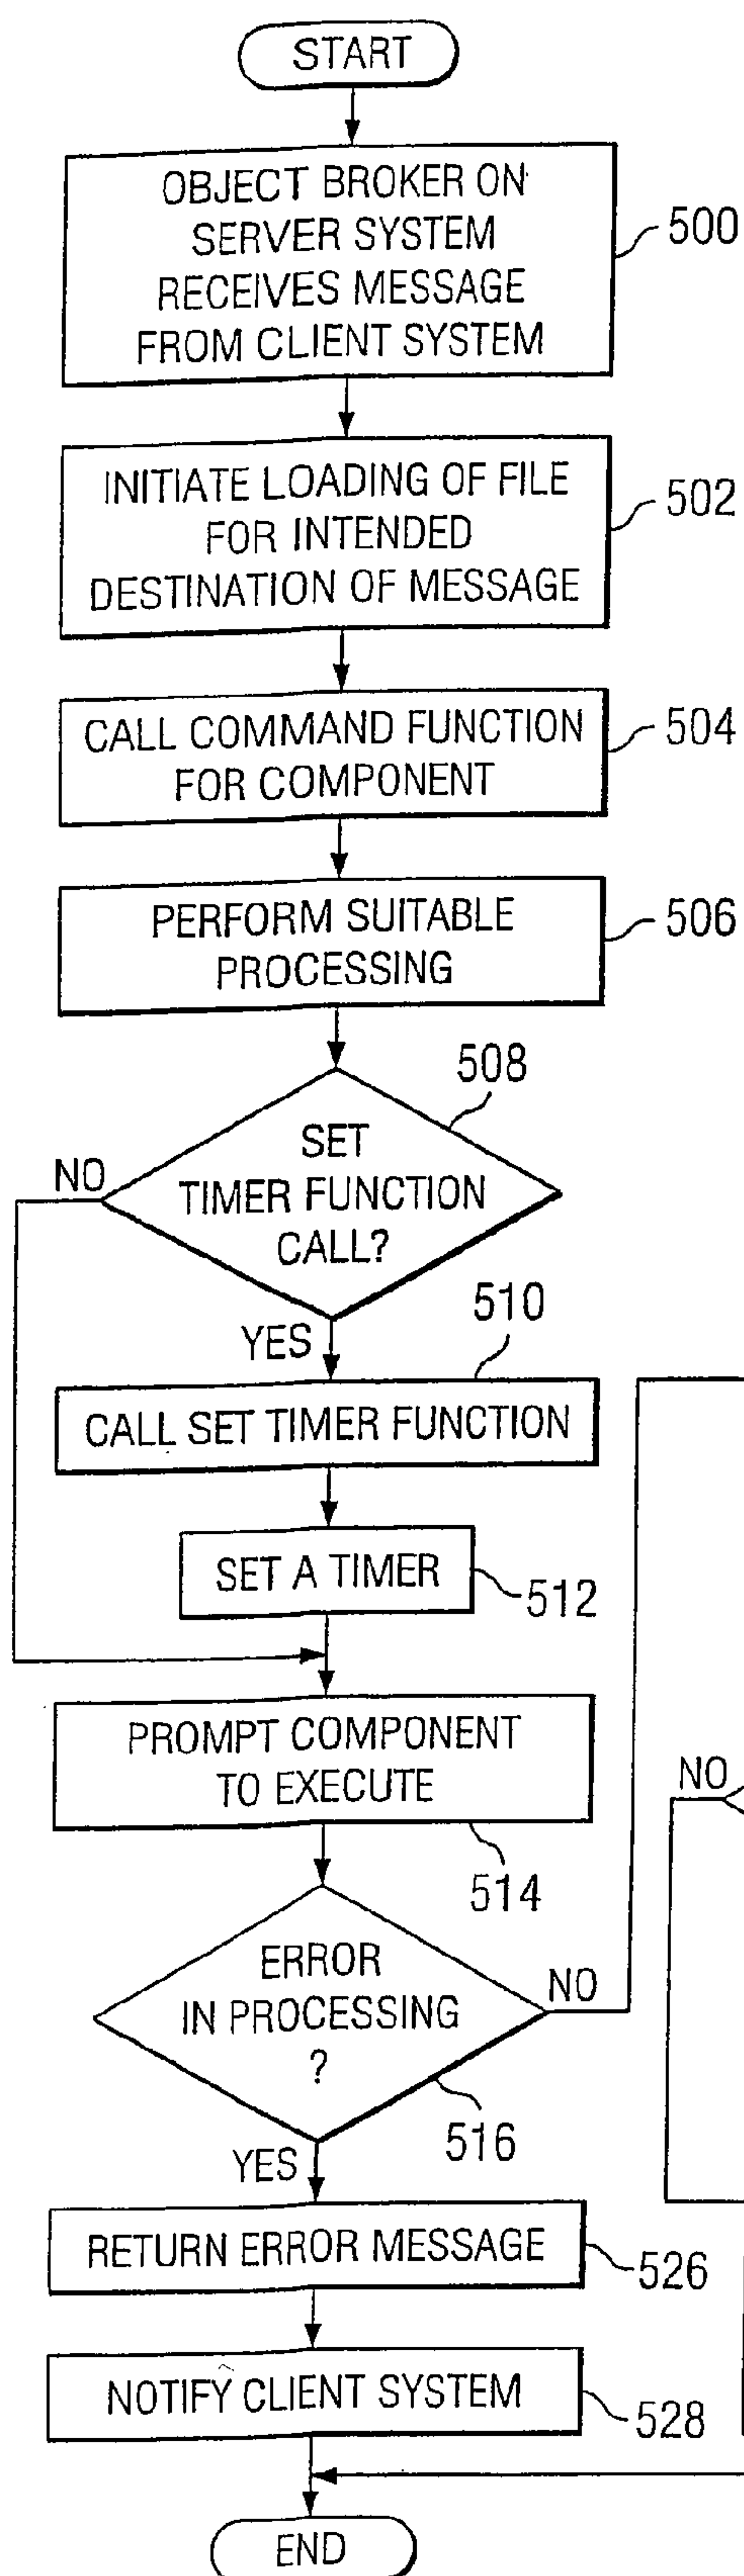 START
OBJECT BROKER ON
SERVER SYSTEM
RECEIVES MESSAGE
FROM CLIENT SYSTEM
500
INITIATE LOADING OF FILE
FOR INTENDED
DESTINATION OF MESSAGE
502
CALL COMMAND FUNCTION
FOR COMPONENT
504
PERFORM SUITABLE
PROCESSING
506
508
SET
TIMER FUNCTION
CALL?
NO
YES
510
CALL SET TIMER FUNCTION
SET A TIMER
512
PROMPT COMPONENT
TO EXECUTE
514
NO
ERROR
IN PROCESSING
?
NO
516
YES
RETURN ERROR MESSAGE
526
NOTIFY CLIENT SYSTEM
528
END